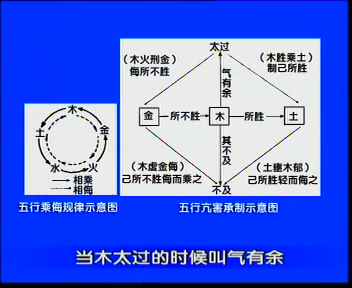 木
土
金
水
火
相乘
相侮
五行乘侮规律示意图
太过
(木火刑金)
侮所不胜
(木胜乘土)
制己所胜
气有余
金
所不胜
木
所胜
土
其不及
(木虚金侮)
己所不胜侮而乘之
(土壅木郁)
己所胜轻而侮之
不及
五行亢害承制示意图
当木太过的时候叫气有余